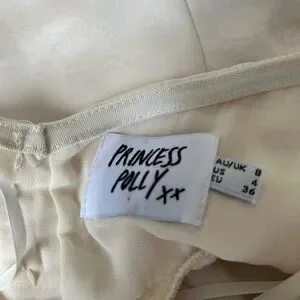 PRINCESS
POLLY xx
AU/UK 8
US 4
EU 36